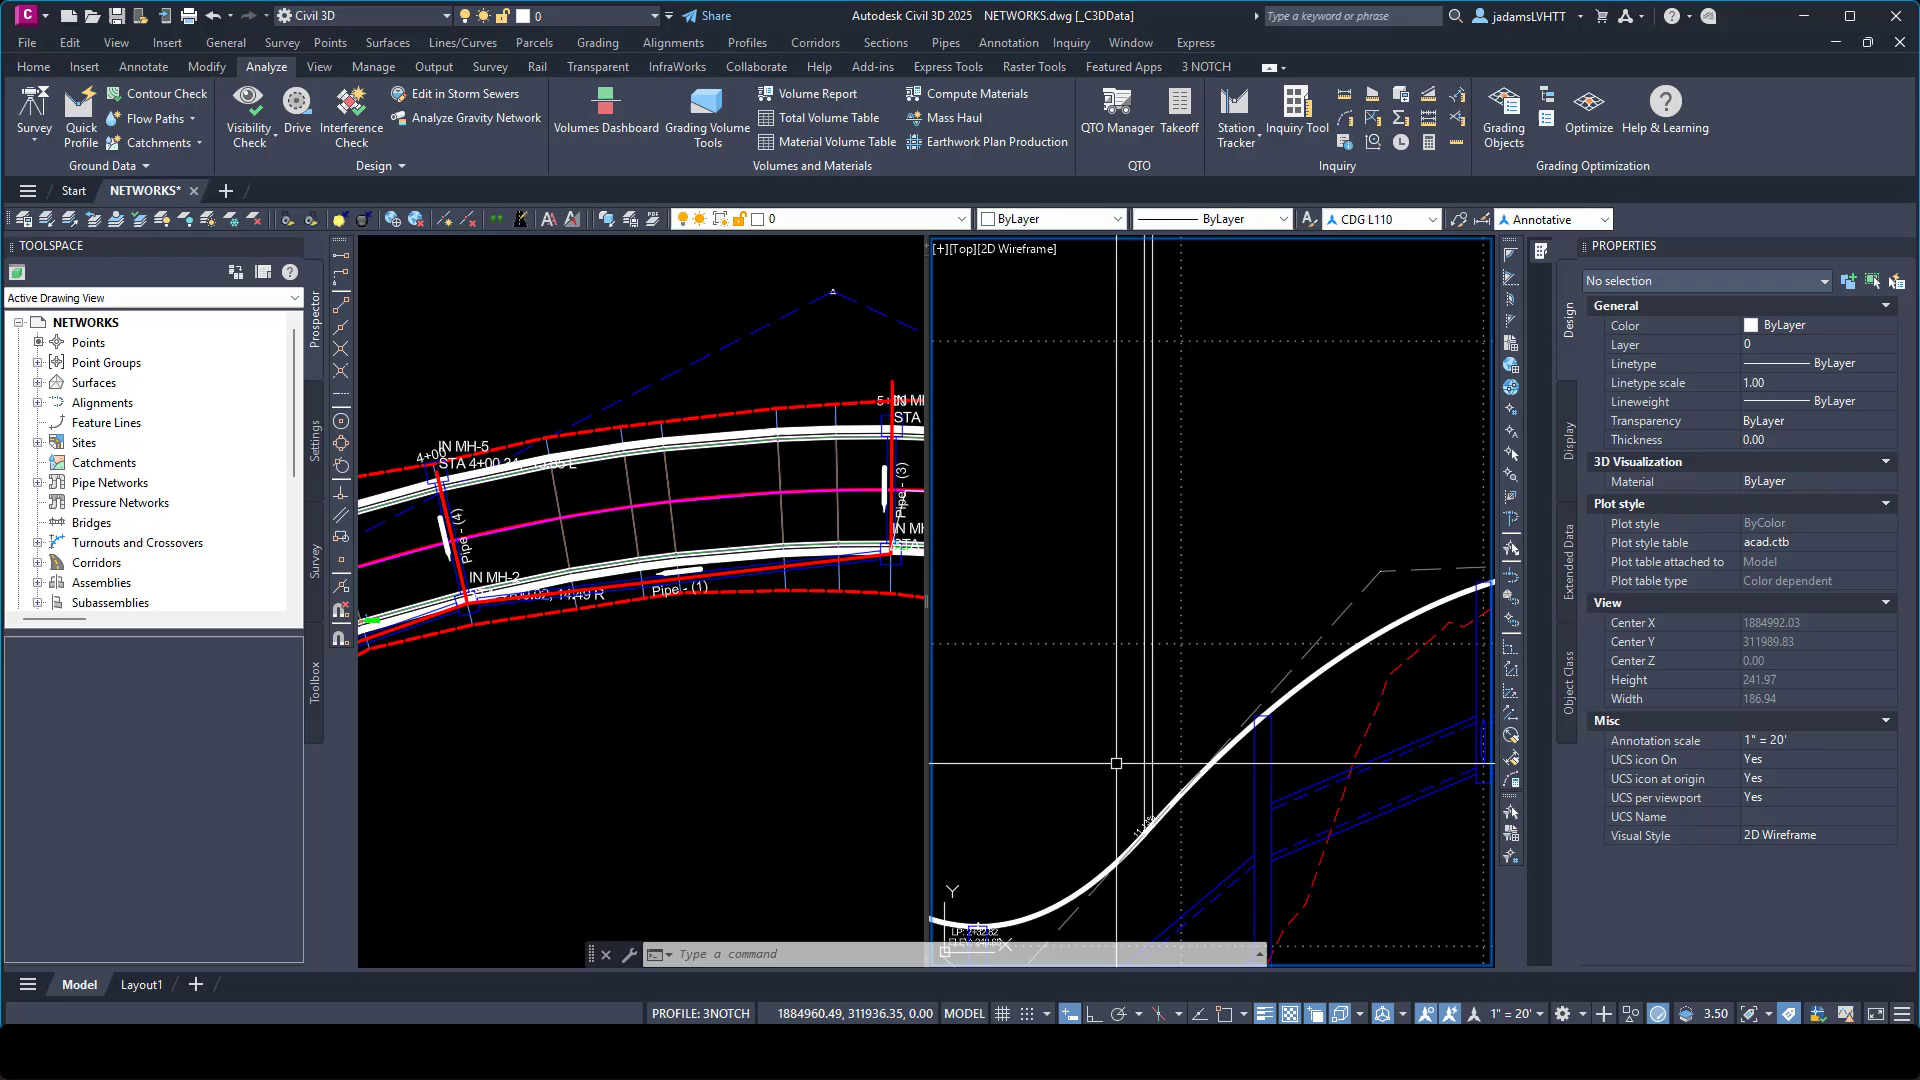 Civil 3D
0
Share
Autodesk Civil 3D 2025 NETWORKS.dwg [_C3DData]
Type a keyword or phrase
jadamsLVHTT
File Edit View Insert General Survey Points Surfaces Lines/Curves Parcels Grading Alignments Profiles Corridors Sections Pipes Annotation Inquiry Window Express
Home Insert Annotate Modify Analyze View Manage Output Survey Rail Transparent InfraWorks Collaborate Help Add-ins Express Tools Raster Tools Featured Apps 3 NOTCH
Survey
Quick Profile
Contour Check
Flow Paths
Catchments
Ground Data
Visibility Check
Drive
Interference Check
Edit in Storm Sewers
Analyze Gravity Network
Design
Volumes Dashboard
Grading Volume Tools
Volume Report
Total Volume Table
Material Volume Table
Compute Materials
Mass Haul
Earthwork Plan Production
Volumes and Materials
QTO Manager
Takeoff
QTO
Station Tracker
Inquiry Tool
Inquiry
Grading Objects
Optimize
Help & Learning
Grading Optimization
Start
NETWORKS*
0
ByLayer
ByLayer
CDG L110
Annotative
TOOLSPACE
Active Drawing View
NETWORKS
Points
Point Groups
Surfaces
Alignments
Feature Lines
Sites
Catchments
Pipe Networks
Pressure Networks
Bridges
Turnouts and Crossovers
Corridors
Assemblies
Subassemblies
Prospector
Settings
Survey
Toolbox
IN MH-5
4+00
Pipe - (4)
IN MH-2
Pipe - (1)
Pipe - (3)
STA
[+][Top][2D Wireframe]
Y
X
Type a command
PROPERTIES
No selection
Design
Display
Extended Data
Object Class
General
Color ByLayer
Layer 0
Linetype ByLayer
Linetype scale 1.00
Lineweight ByLayer
Transparency ByLayer
Thickness 0.00
3D Visualization
Material ByLayer
Plot style
Plot style ByColor
Plot style table acad.ctb
Plot table attached to Model
Plot table type Color dependent
View
Center X 1884992.03
Center Y 311989.83
Center Z 0.00
Height 241.97
Width 186.94
Misc
Annotation scale 1" = 20'
UCS icon On Yes
UCS icon at origin Yes
UCS per viewport Yes
UCS Name
Visual Style 2D Wireframe
Model Layout1
PROFILE: 3NOTCH 1884960.49, 311936.35, 0.00 MODEL
1" = 20'
3.50